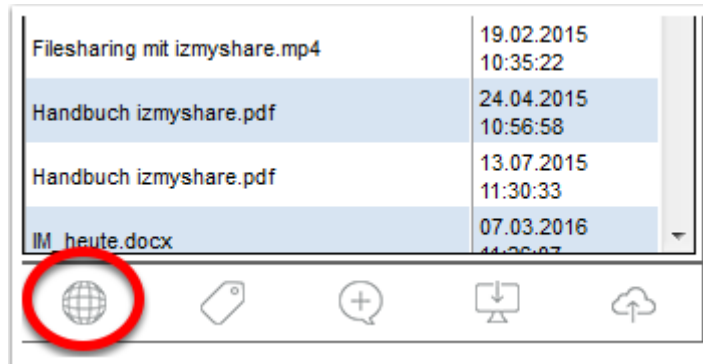 Filesharing mit izmyshare.mp4
19.02.2015
10:35:22
Handbuch izmyshare.pdf
24.04.2015
10:56:58
Handbuch izmyshare.pdf
13.07.2015
11:30:33
IM_heute.docx
07.03.2016